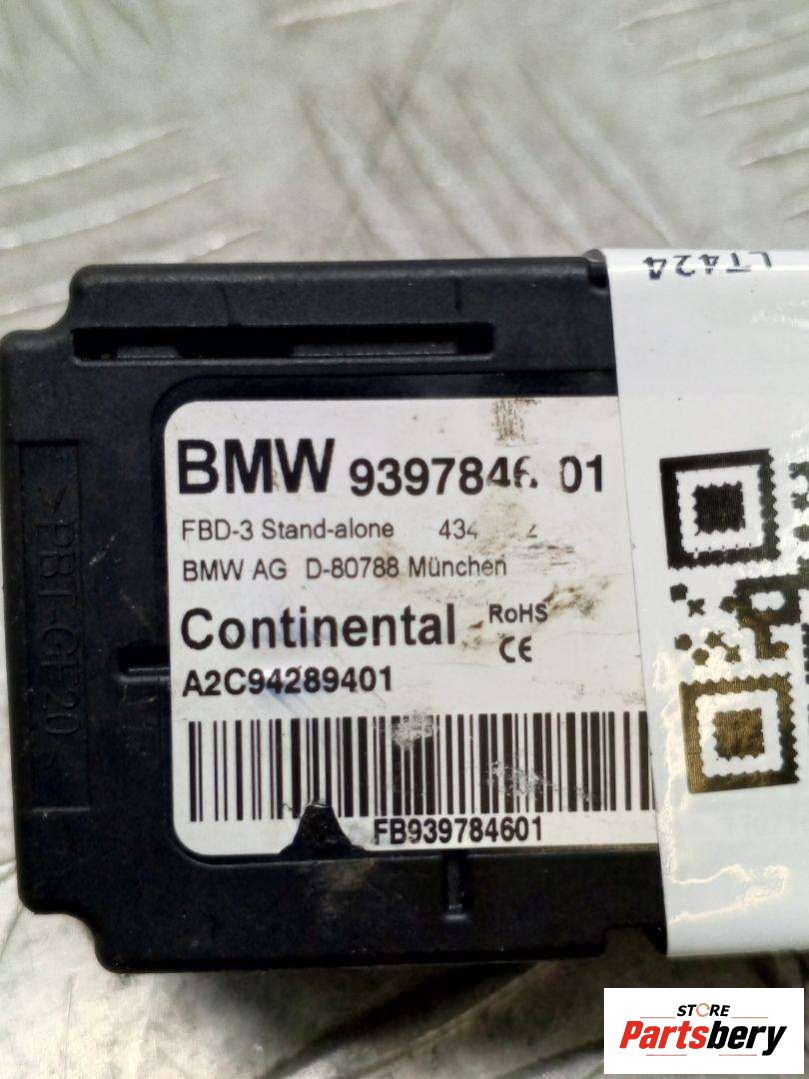 LT424
BMW 9397846 01
FBD-3 Stand-alone
BMW AG D-80788 München
Continental RoHS
CE
A2C94289401
FB939784601
>PBT-GF20<
STORE
Partsbery